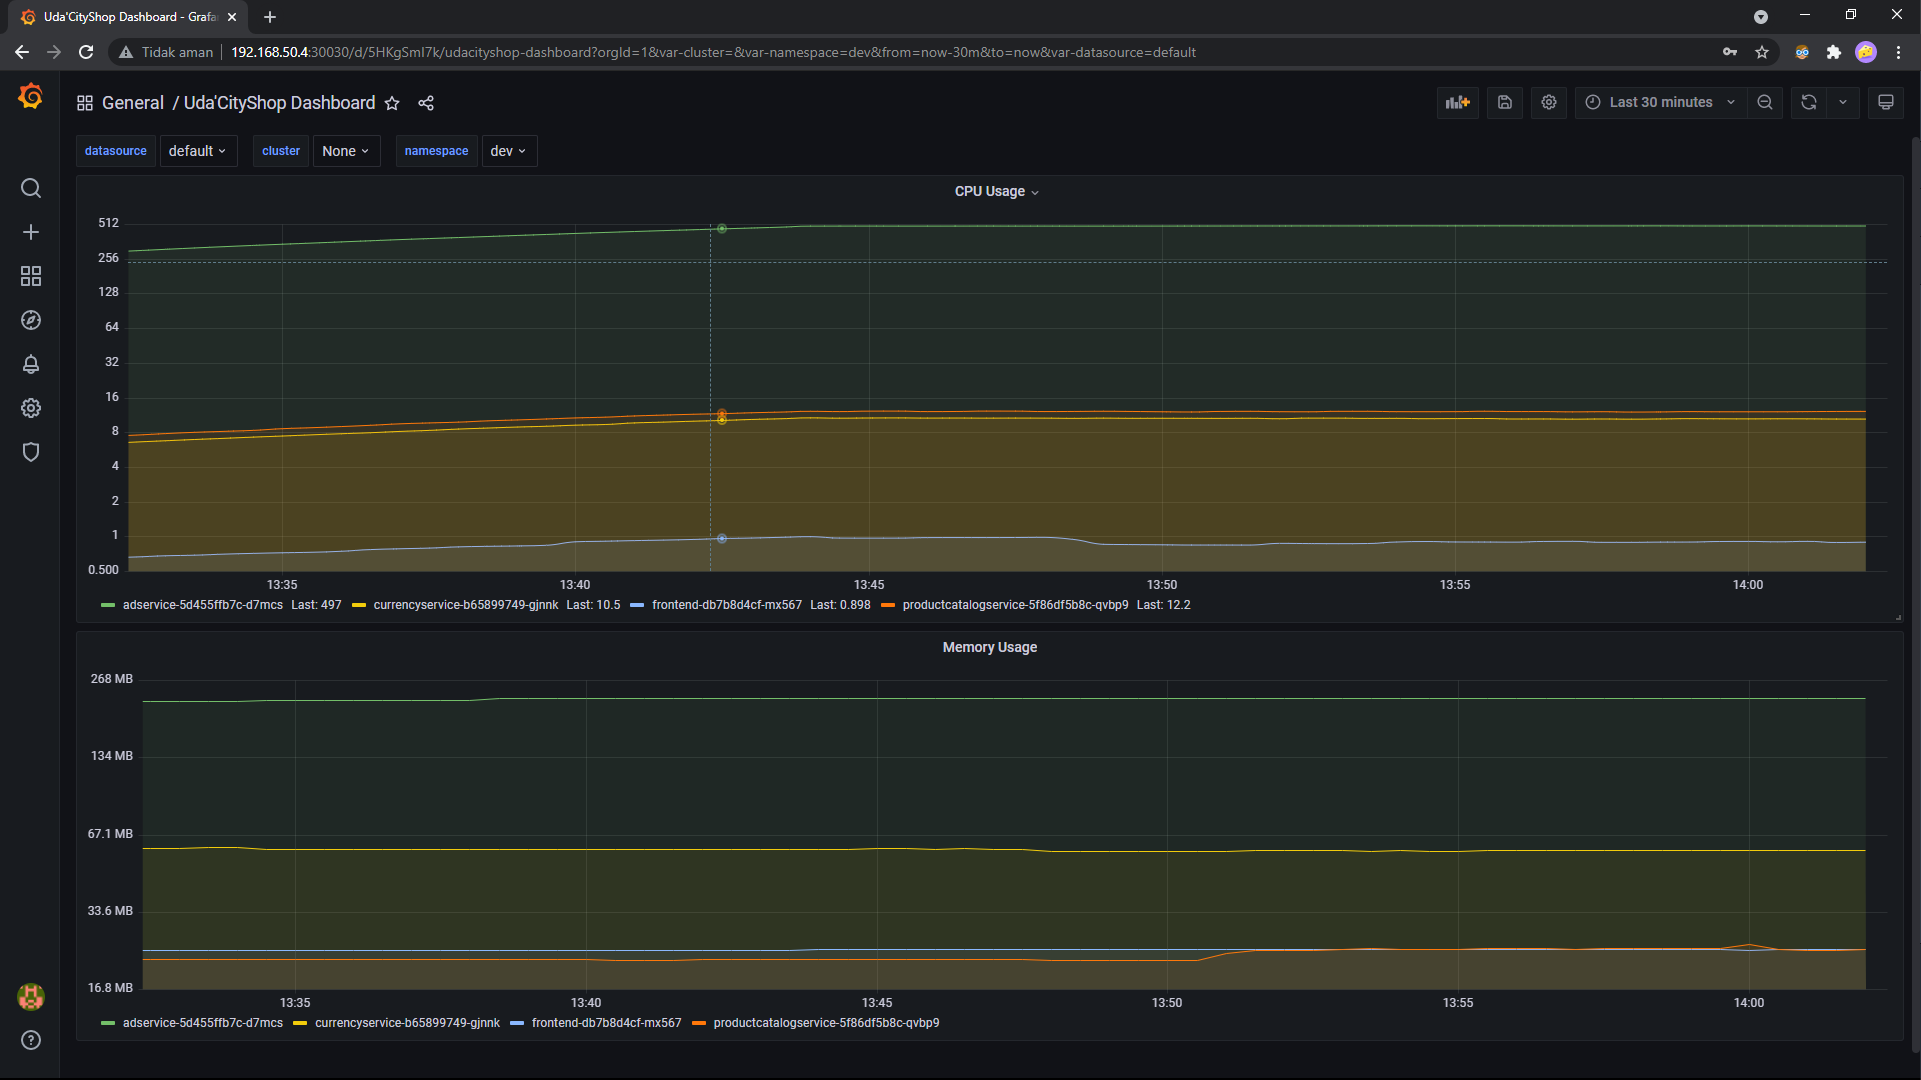 Uda'CityShop Dashboard - Grafa
Tidak aman 192.168.50.4:30030/d/5HKgSmI7k/udacityshop-dashboard?orgId=1&var-cluster=&var-namespace=dev&from=now-30m&to=now&var-datasource=default
General / Uda'CityShop Dashboard
Last 30 minutes
datasource default cluster None namespace dev
CPU Usage
512
256
128
64
32
16
8
4
2
1
0.500
13:35 13:40 13:45 13:50 13:55 14:00
adservice-5d455ffb7c-d7mcs Last: 497 currencyservice-b65899749-gjnnk Last: 10.5 frontend-db7b8d4cf-mx567 Last: 0.898 productcatalogservice-5f86df5b8c-qvbp9 Last: 12.2
Memory Usage
268 MB
134 MB
67.1 MB
33.6 MB
16.8 MB
13:35 13:40 13:45 13:50 13:55 14:00
adservice-5d455ffb7c-d7mcs currencyservice-b65899749-gjnnk frontend-db7b8d4cf-mx567 productcatalogservice-5f86df5b8c-qvbp9